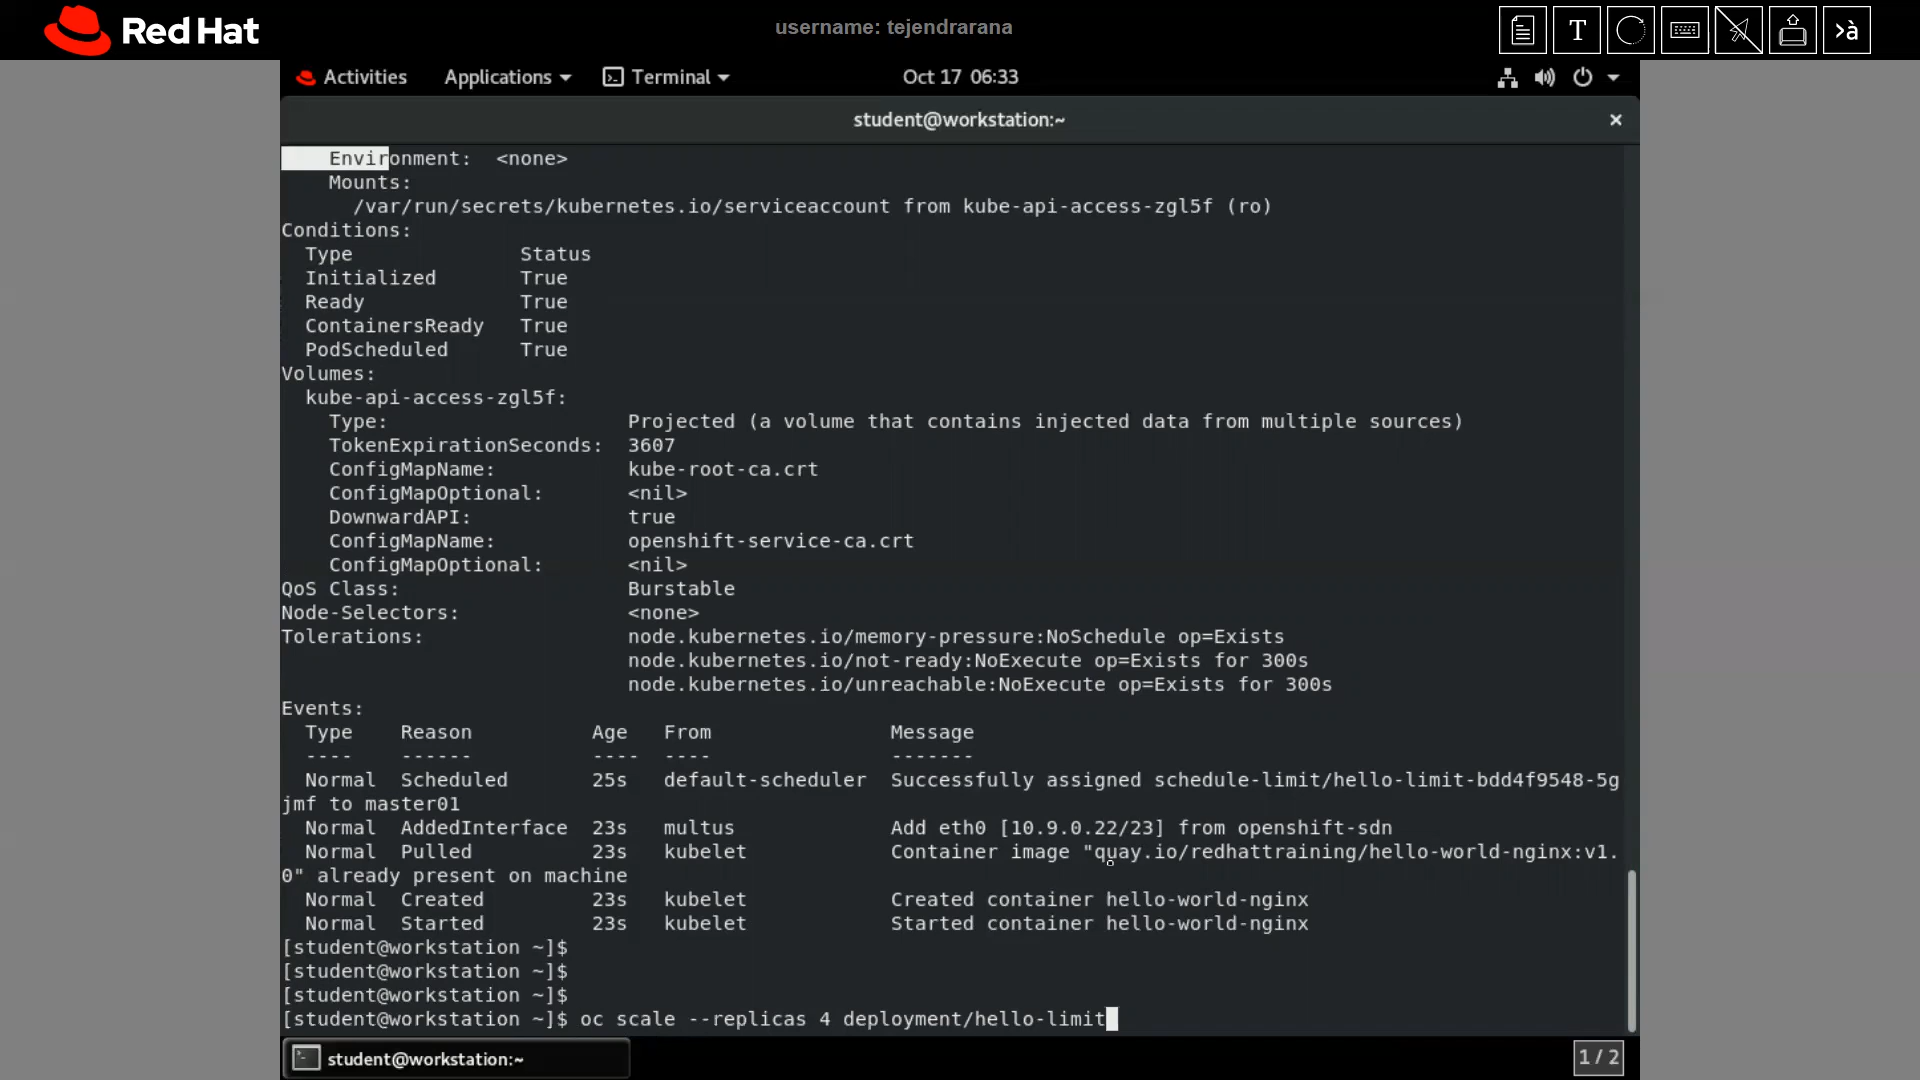 Red Hat
username: tejendrarana
T
>à
Activities Applications Terminal Oct 17 06:33
student@workstation:~ ×
Environment: <none>
Mounts:
/var/run/secrets/kubernetes.io/serviceaccount from kube-api-access-zgl5f (ro)
Conditions:
Type Status
Initialized True
Ready True
ContainersReady True
PodScheduled True
Volumes:
kube-api-access-zgl5f:
Type: Projected (a volume that contains injected data from multiple sources)
TokenExpirationSeconds: 3607
ConfigMapName: kube-root-ca.crt
ConfigMapOptional: <nil>
DownwardAPI: true
ConfigMapName: openshift-service-ca.crt
ConfigMapOptional: <nil>
QoS Class: Burstable
Node-Selectors: <none>
Tolerations: node.kubernetes.io/memory-pressure:NoSchedule op=Exists
node.kubernetes.io/not-ready:NoExecute op=Exists for 300s
node.kubernetes.io/unreachable:NoExecute op=Exists for 300s
Events:
Type Reason Age From Message
---- ------ ---- ---- -------
Normal Scheduled 25s default-scheduler Successfully assigned schedule-limit/hello-limit-bdd4f9548-5g
jmf to master01
Normal AddedInterface 23s multus Add eth0 [10.9.0.22/23] from openshift-sdn
Normal Pulled 23s kubelet Container image "quay.io/redhattraining/hello-world-nginx:v1.
0" already present on machine
Normal Created 23s kubelet Created container hello-world-nginx
Normal Started 23s kubelet Started container hello-world-nginx
[student@workstation ~]$
[student@workstation ~]$
[student@workstation ~]$
[student@workstation ~]$ oc scale --replicas 4 deployment/hello-limit
student@workstation:~ 1 / 2